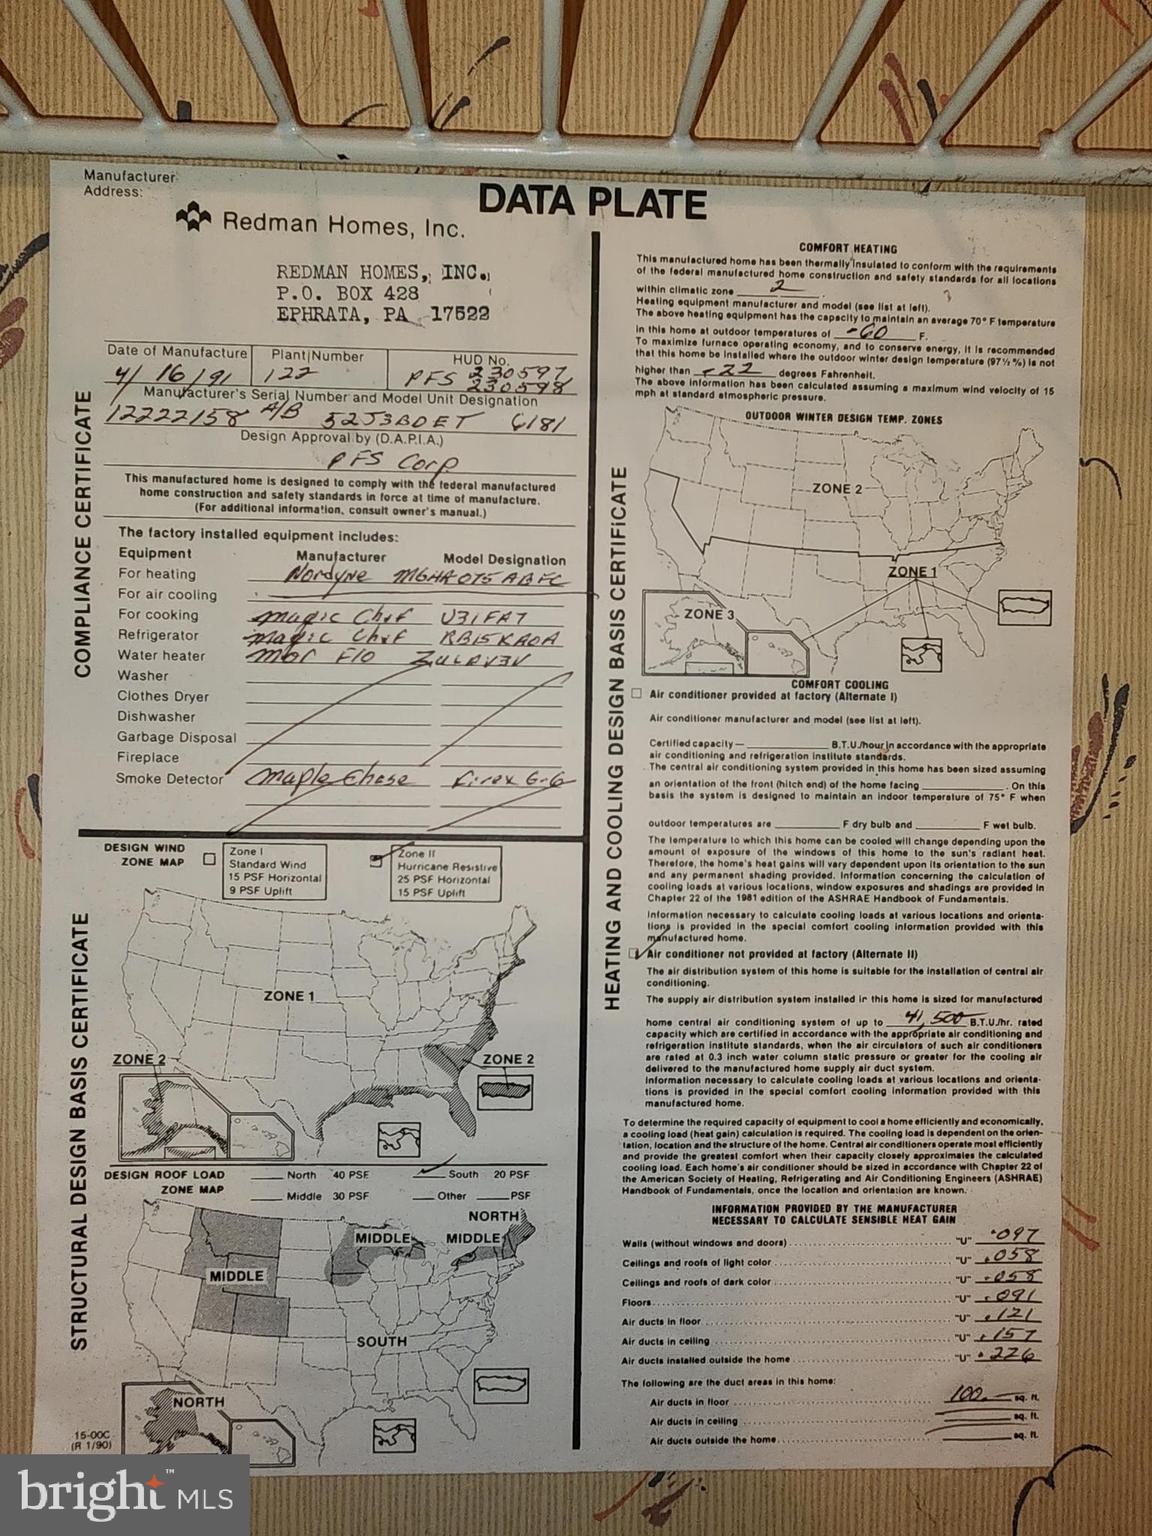 Manufacturer
Address:
DATA PLATE
Redman Homes, Inc.
REDMAN HOMES, INC.
P.O. BOX 428
EPHRATA, PA 17522
COMPLIANCE CERTIFICATE
Date of Manufacture
Plant Number
HUD No.
4/16/91
122
PFS 230597
230598
Manufacturer's Serial Number and Model Unit Designation
12222158 A/B 52J3BDET 6181
Design Approval by (D.A.P.I.A.)
PFS Corp
This manufactured home is designed to comply with the federal manufactured
home construction and safety standards in force at time of manufacture.
(For additional information, consult owner's manual.)
The factory installed equipment includes:
Equipment Manufacturer Model Designation
For heating Nordyne M6HA075ABFC
For air cooling
For cooking Magic Chef U31FA7
Refrigerator Magic Chef RB15KA0A
Water heater Mor Flo
Washer
Clothes Dryer
Dishwasher
Garbage Disposal
Fireplace
Smoke Detector Maple Chase Firex G-6
STRUCTURAL DESIGN BASIS CERTIFICATE
DESIGN WIND
ZONE MAP
Zone I
Standard Wind
15 PSF Horizontal
9 PSF Uplift
Zone II
Hurricane Resistive
25 PSF Horizontal
15 PSF Uplift
ZONE 1
ZONE 2
ZONE 2
DESIGN ROOF LOAD
ZONE MAP
North 40 PSF
South 20 PSF
Middle 30 PSF
Other PSF
NORTH
MIDDLE
MIDDLE
MIDDLE
SOUTH
NORTH
15-00C
(R 1/90)
HEATING AND COOLING DESIGN BASIS CERTIFICATE
COMFORT HEATING
This manufactured home has been thermally insulated to conform with the requirements
of the federal manufactured home construction and safety standards for all locations
within climatic zone 2.
Heating equipment manufacturer and model (see list at left).
The above heating equipment has the capacity to maintain an average 70° F temperature
in this home at outdoor temperatures of -60 F.
To maximize furnace operating economy, and to conserve energy, it is recommended
that this home be installed where the outdoor winter design temperature (97½%) is not
higher than -22 degrees Fahrenheit.
The above information has been calculated assuming a maximum wind velocity of 15
mph at standard atmospheric pressure.
OUTDOOR WINTER DESIGN TEMP. ZONES
ZONE 2
ZONE 1
ZONE 3
COMFORT COOLING
Air conditioner provided at factory (Alternate I)
Air conditioner manufacturer and model (see list at left).
Certified capacity — B.T.U./hour in accordance with the appropriate
air conditioning and refrigeration institute standards.
The central air conditioning system provided in this home has been sized assuming
an orientation of the front (hitch end) of the home facing . On this
basis the system is designed to maintain an indoor temperature of 75° F when
outdoor temperatures are F dry bulb and F wet bulb.
The temperature to which this home can be cooled will change depending upon the
amount of exposure of the windows of this home to the sun's radiant heat.
Therefore, the home's heat gains will vary dependent upon its orientation to the sun
and any permanent shading provided. Information concerning the calculation of
cooling loads at various locations, window exposures and shadings are provided in
Chapter 22 of the 1981 edition of the ASHRAE Handbook of Fundamentals.
Information necessary to calculate cooling loads at various locations and orienta-
tions is provided in the special comfort cooling information provided with this
manufactured home.
Air conditioner not provided at factory (Alternate II)
The air distribution system of this home is suitable for the installation of central air
conditioning.
The supply air distribution system installed in this home is sized for manufactured
home central air conditioning system of up to 41,500 B.T.U./hr. rated
capacity which are certified in accordance with the appropriate air conditioning and
refrigeration institute standards, when the air circulators of such air conditioners
are rated at 0.3 inch water column static pressure or greater for the cooling air
delivered to the manufactured home supply air duct system.
Information necessary to calculate cooling loads at various locations and orienta-
tions is provided in the special comfort cooling information provided with this
manufactured home.
To determine the required capacity of equipment to cool a home efficiently and economically,
a cooling load (heat gain) calculation is required. The cooling load is dependent on the orien-
tation, location and the structure of the home. Central air conditioners operate most efficiently
and provide the greatest comfort when their capacity closely approximates the calculated
cooling load. Each home's air conditioner should be sized in accordance with Chapter 22 of
the American Society of Heating, Refrigerating and Air Conditioning Engineers (ASHRAE)
Handbook of Fundamentals, once the location and orientation are known.
INFORMATION PROVIDED BY THE MANUFACTURER
NECESSARY TO CALCULATE SENSIBLE HEAT GAIN
Walls (without windows and doors) "U" .097
Ceilings and roofs of light color "U" .058
Ceilings and roofs of dark color "U" .058
Floors "U" .091
Air ducts in floor "U" .121
Air ducts in ceiling "U" .157
Air ducts installed outside the home "U" .226
The following are the duct areas in this home:
Air ducts in floor 100 sq. ft.
Air ducts in ceiling sq. ft.
Air ducts outside the home sq. ft.
bright™ MLS